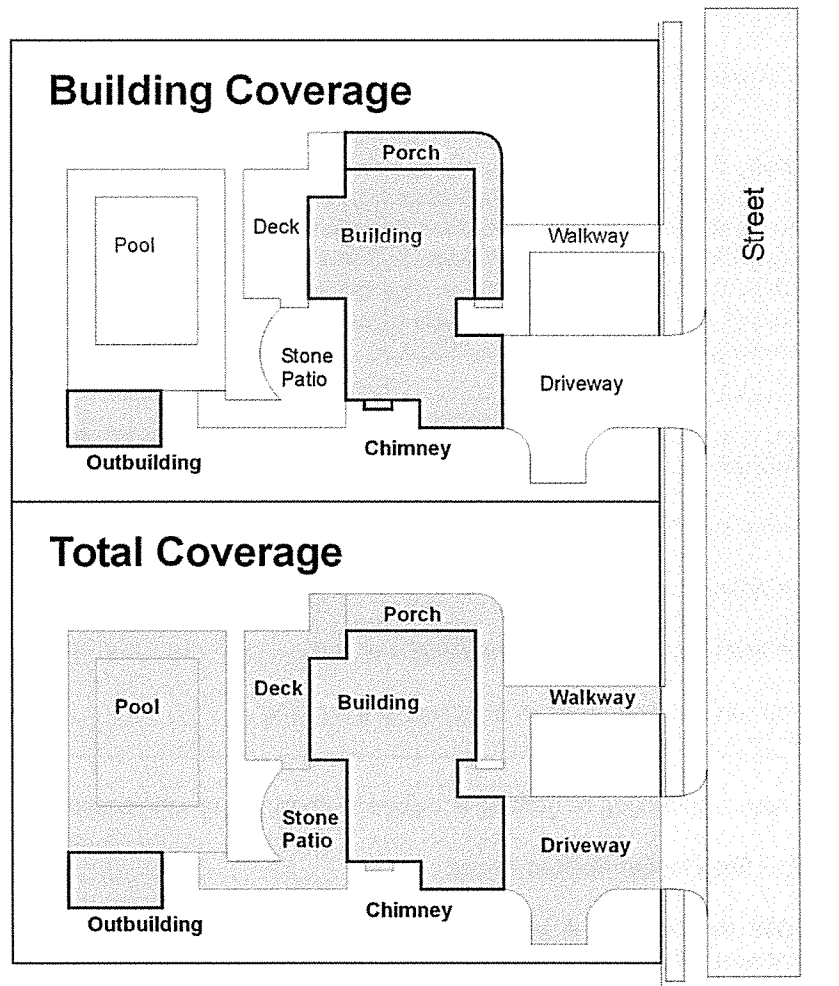 Building Coverage
Porch
Deck
Building
Walkway
Street
Pool
Stone
Patio
Driveway
Chimney
Outbuilding
Total Coverage
Porch
Deck
Building
Walkway
Pool
Stone
Patio
Driveway
Chimney
Outbuilding